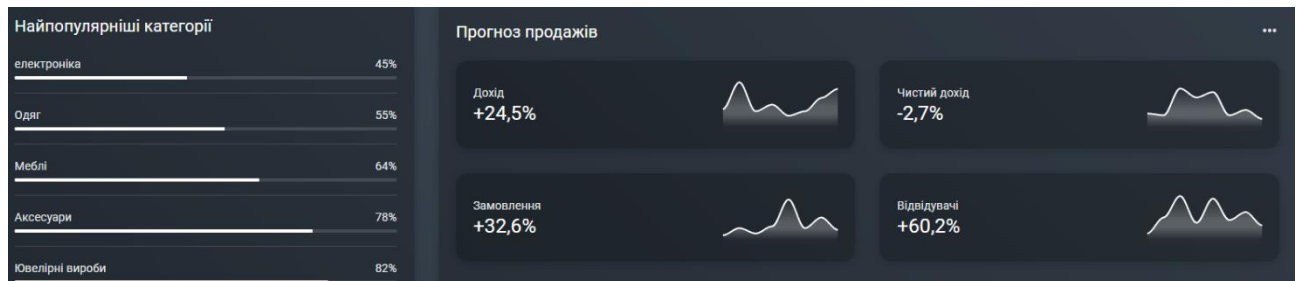 Найпопулярніші категорії
електроніка 45%
Одяг 55%
Меблі 64%
Аксесуари 78%
Ювелірні вироби 82%
Прогноз продажів
Дохід
+24,5%
Чистий дохід
-2,7%
Замовлення
+32,6%
Відвідувачі
+60,2%